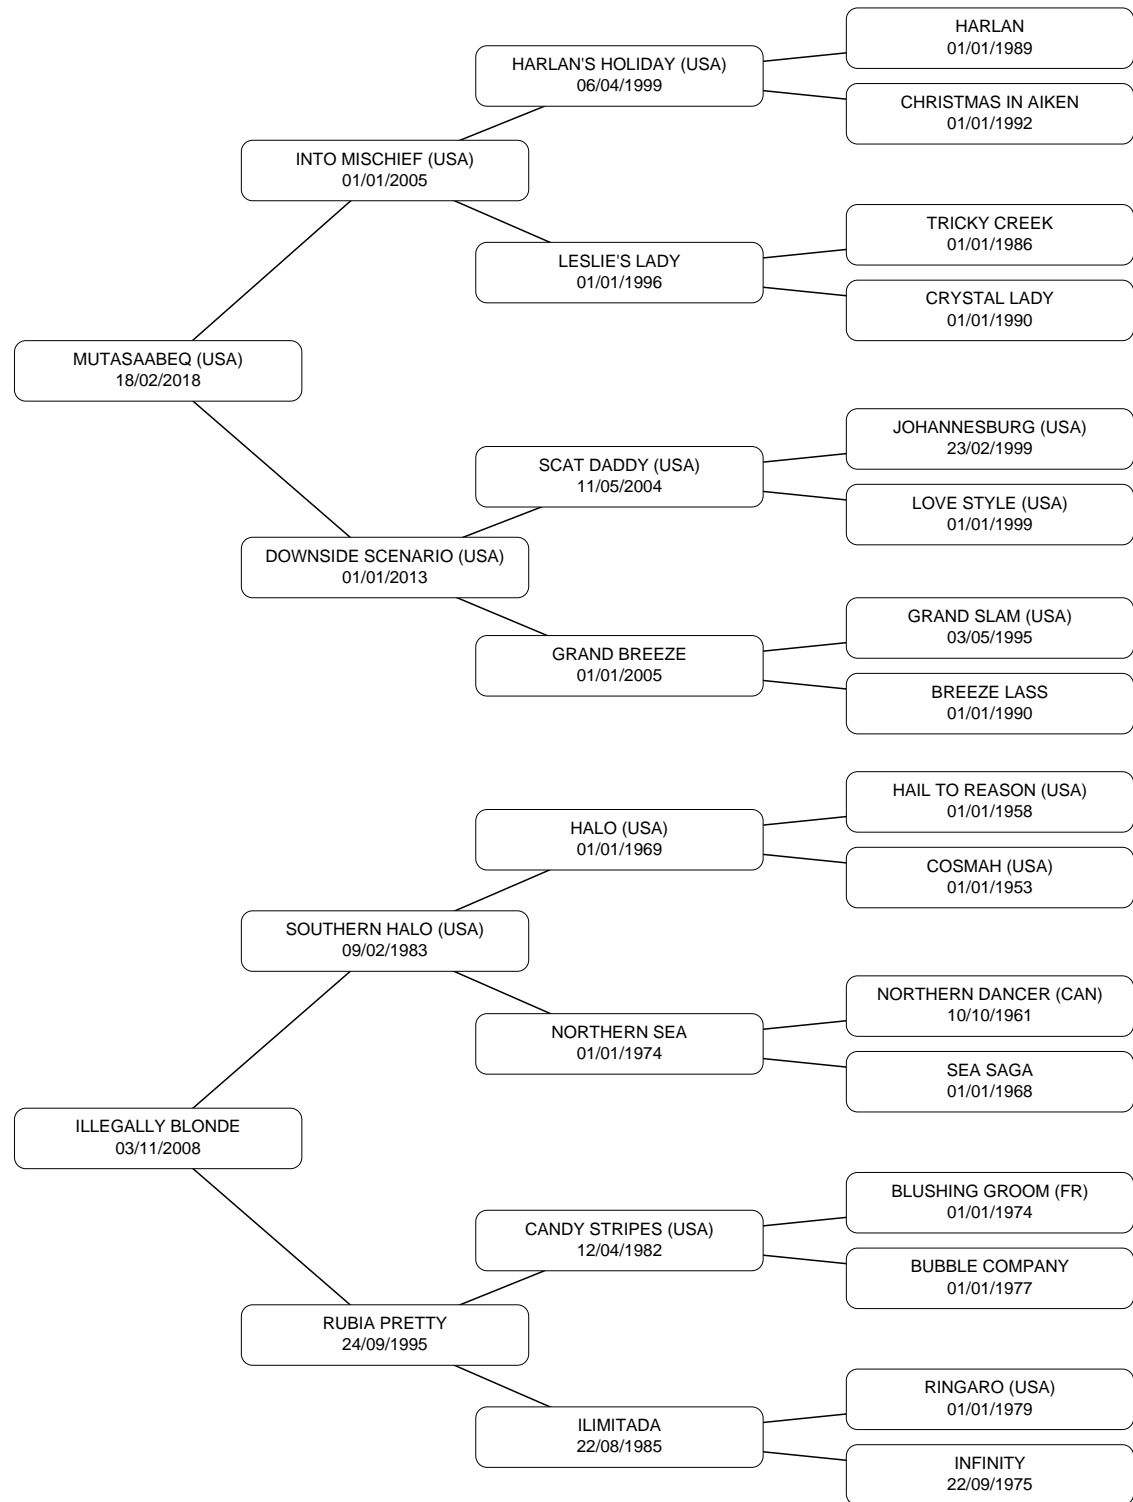 HARLAN
01/01/1989
HARLAN'S HOLIDAY (USA)
06/04/1999
CHRISTMAS IN AIKEN
01/01/1992
INTO MISCHIEF (USA)
01/01/2005
TRICKY CREEK
01/01/1986
LESLIE'S LADY
01/01/1996
CRYSTAL LADY
01/01/1990
MUTASAABEQ (USA)
18/02/2018
JOHANNESBURG (USA)
23/02/1999
SCAT DADDY (USA)
11/05/2004
LOVE STYLE (USA)
01/01/1999
DOWNSIDE SCENARIO (USA)
01/01/2013
GRAND SLAM (USA)
03/05/1995
GRAND BREEZE
01/01/2005
BREEZE LASS
01/01/1990
HAIL TO REASON (USA)
01/01/1958
HALO (USA)
01/01/1969
COSMAH (USA)
01/01/1953
SOUTHERN HALO (USA)
09/02/1983
NORTHERN DANCER (CAN)
10/10/1961
NORTHERN SEA
01/01/1974
SEA SAGA
01/01/1968
ILLEGALLY BLONDE
03/11/2008
BLUSHING GROOM (FR)
01/01/1974
CANDY STRIPES (USA)
12/04/1982
BUBBLE COMPANY
01/01/1977
RUBIA PRETTY
24/09/1995
RINGARO (USA)
01/01/1979
ILIMITADA
22/08/1985
INFINITY
22/09/1975